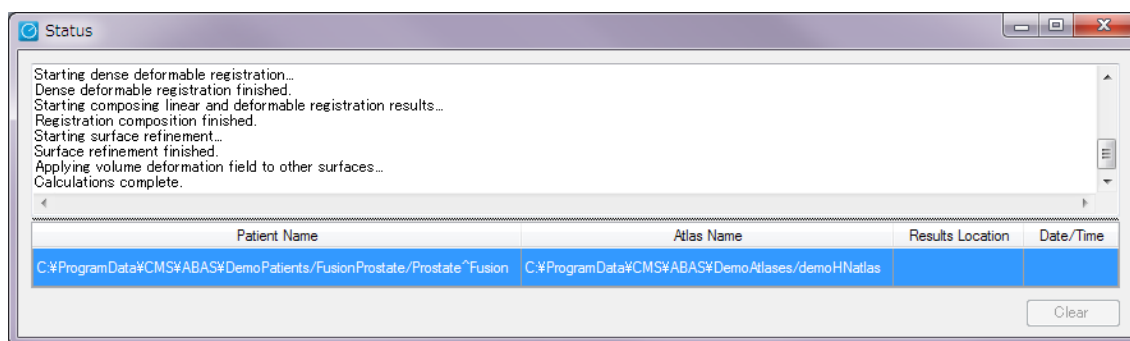 Status
Starting dense deformable registration...
Dense deformable registration finished.
Starting composing linear and deformable registration results...
Registration composition finished.
Starting surface refinement...
Surface refinement finished.
Applying volume deformation field to other surfaces...
Calculations complete.
Patient Name Atlas Name Results Location Date/Time
C:¥ProgramData¥CMS¥ABAS¥DemoPatients/FusionProstate/Prostate^Fusion C:¥ProgramData¥CMS¥ABAS¥DemoAtlases/demoHNatlas
Clear